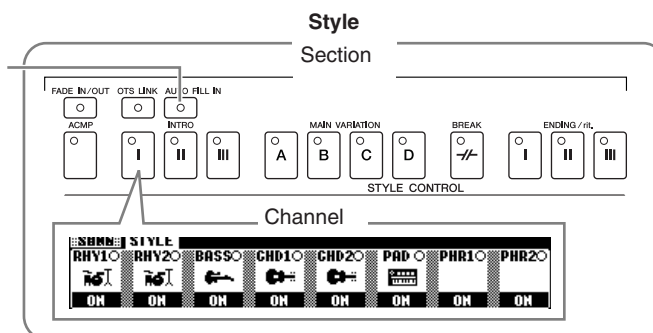 Style
Section
FADE IN/OUT OTS LINK AUTO FILL IN
ACMP INTRO MAIN VARIATION BREAK ENDING / rit.
I II III A B C D I II III
STYLE CONTROL
Channel
SONG STYLE
RHY1 RHY2 BASS CHD1 CHD2 PAD PHR1 PHR2
ON ON ON ON ON ON ON ON